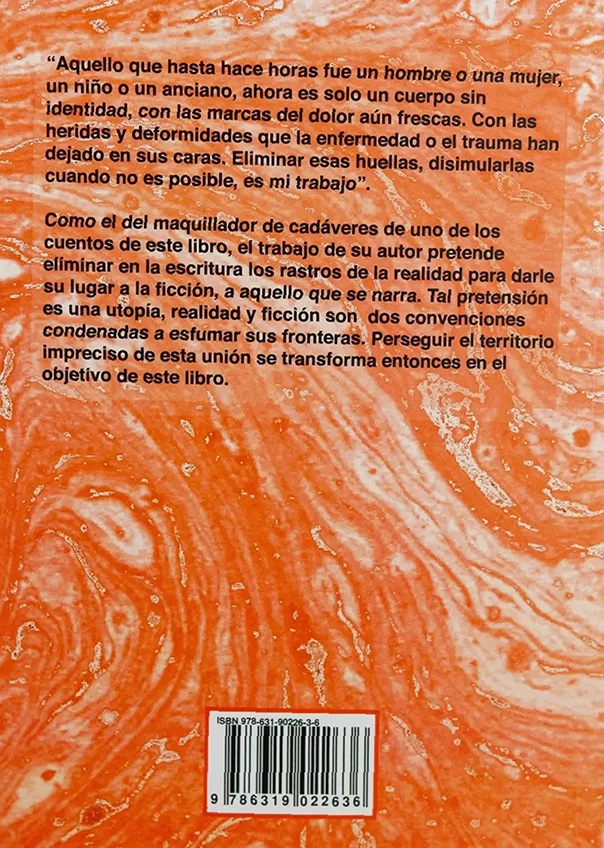 “Aquello que hasta hace horas fue un hombre o una mujer,
un niño o un anciano, ahora es solo un cuerpo sin
identidad, con las marcas del dolor aún frescas. Con las
heridas y deformidades que la enfermedad o el trauma han
dejado en sus caras. Eliminar esas huellas, disimularlas
cuando no es posible, es mi trabajo”.
Como el del maquillador de cadáveres de uno de los
cuentos de este libro, el trabajo de su autor pretende
elíminar en la escritura los rastros de la realidad para darle
su lugar a la ficción, a aquello que se narra. Tal pretensión
es una utopía, realidad y ficción son dos convenciones
condenadas a esfumar sus fronteras. Perseguir el territorio
impreciso de esta unión se transforma entonces en el
objetivo de este libro.
ISBN 978-631-90226-3-6
9 786319 022636